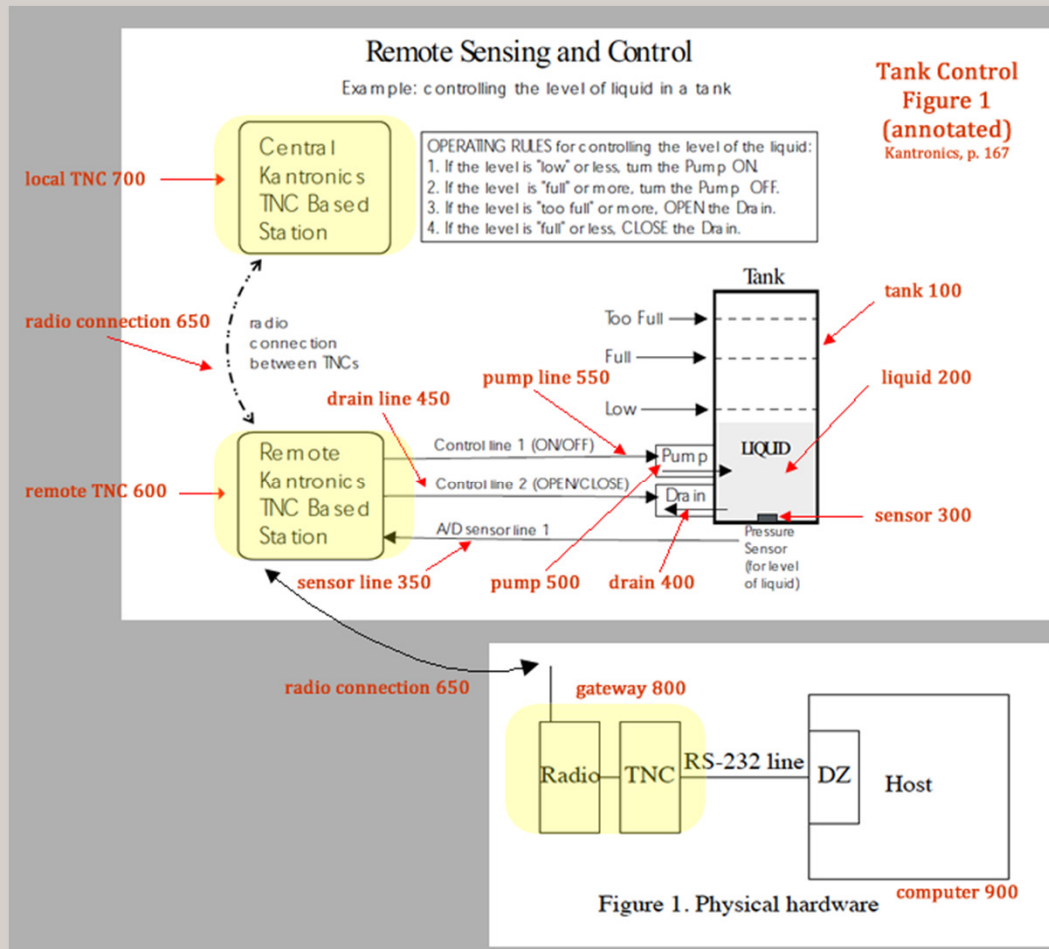 Remote Sensing and Control
Example: controlling the level of liquid in a tank
Tank Control
Figure 1
(annotated)
Kantronics, p. 167
local TNC 700
Central
Kantronics
TNC Based
Station
OPERATING RULES for controlling the level of the liquid:
1. If the level is "low" or less, turn the Pump ON.
2. If the level is "full" or more, turn the Pump OFF.
3. If the level is "too full" or more, OPEN the Drain.
4. If the level is "full" or less, CLOSE the Drain.
radio connection 650
radio
connection
between TNCs
Tank
tank 100
Too Full
Full
Low
liquid 200
pump line 550
drain line 450
remote TNC 600
Remote
Kantronics
TNC Based
Station
Control line 1 (ON/OFF)
Control line 2 (OPEN/CLOSE)
A/D sensor line 1
Pump
Drain
LIQUID
sensor 300
Pressure
Sensor
(for level
of liquid)
sensor line 350
pump 500
drain 400
radio connection 650
gateway 800
Radio
TNC
RS-232 line
DZ
Host
computer 900
Figure 1. Physical hardware